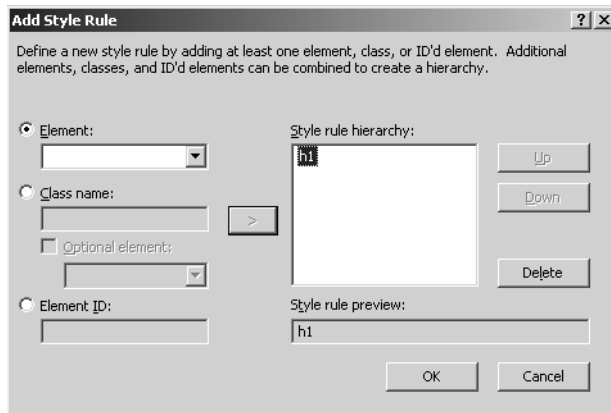 Add Style Rule
Define a new style rule by adding at least one element, class, or ID'd element. Additional
elements, classes, and ID'd elements can be combined to create a hierarchy.
Element:
Style rule hierarchy:
h1
Up
Class name:
Down
>
Optional element:
Delete
Element ID:
Style rule preview:
h1
OK
Cancel